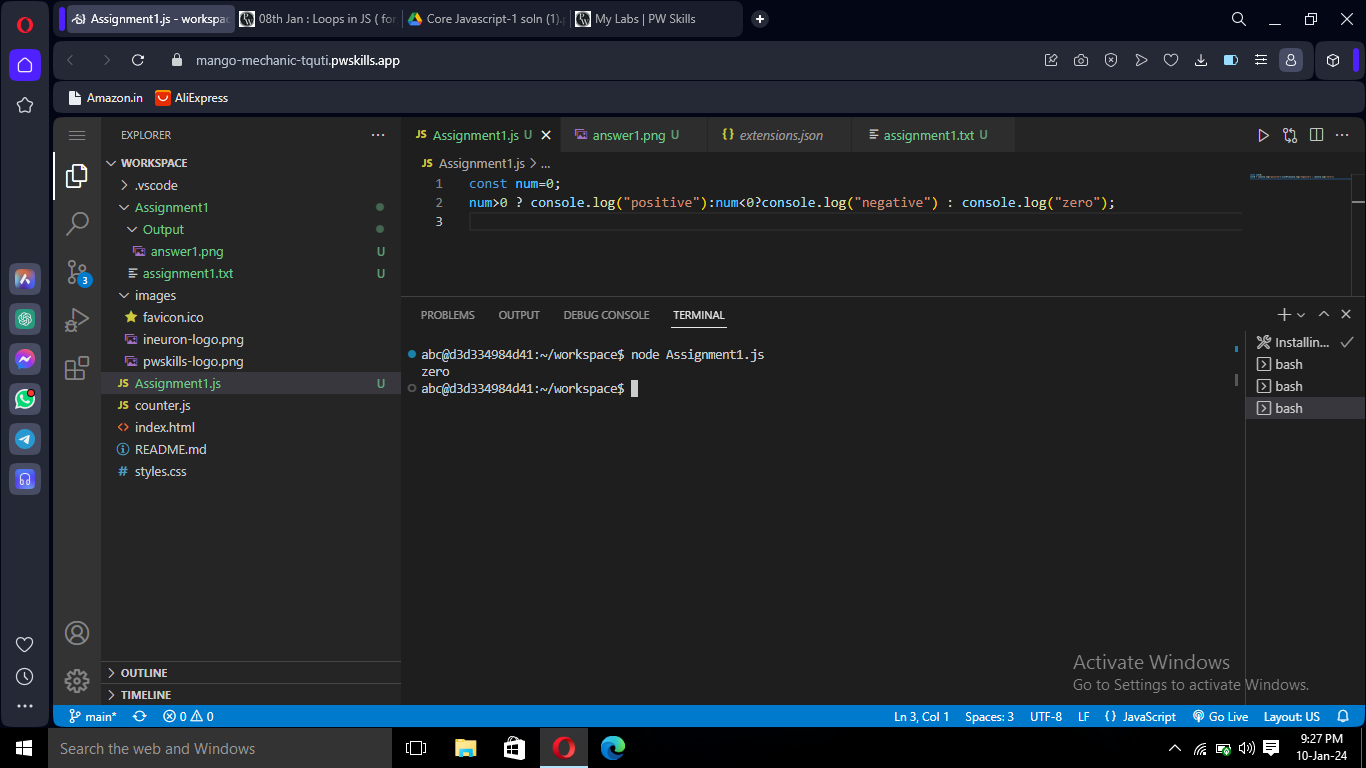 Assignment1.js - workspac
08th Jan : Loops in JS ( for
Core Javascript-1 soln (1).p
My Labs | PW Skills
mango-mechanic-tquti.pwskills.app
Amazon.in
AliExpress
EXPLORER
WORKSPACE
.vscode
Assignment1
Output
answer1.png U
assignment1.txt U
images
favicon.ico
ineuron-logo.png
pwskills-logo.png
JS Assignment1.js U
JS counter.js
index.html
README.md
# styles.css
OUTLINE
TIMELINE
3
JS Assignment1.js U
answer1.png U
{} extensions.json
assignment1.txt U
JS Assignment1.js > ...
1 const num=0;
2 num>0 ? console.log("positive"):num<0?console.log("negative") : console.log("zero");
3
PROBLEMS OUTPUT DEBUG CONSOLE TERMINAL
abc@d3d334984d41:~/workspace$ node Assignment1.js
zero
abc@d3d334984d41:~/workspace$
Installin...
bash
bash
bash
Activate Windows
Go to Settings to activate Windows.
main* 0 0
Ln 3, Col 1 Spaces: 3 UTF-8 LF {} JavaScript Go Live Layout: US
Search the web and Windows
9:27 PM
10-Jan-24